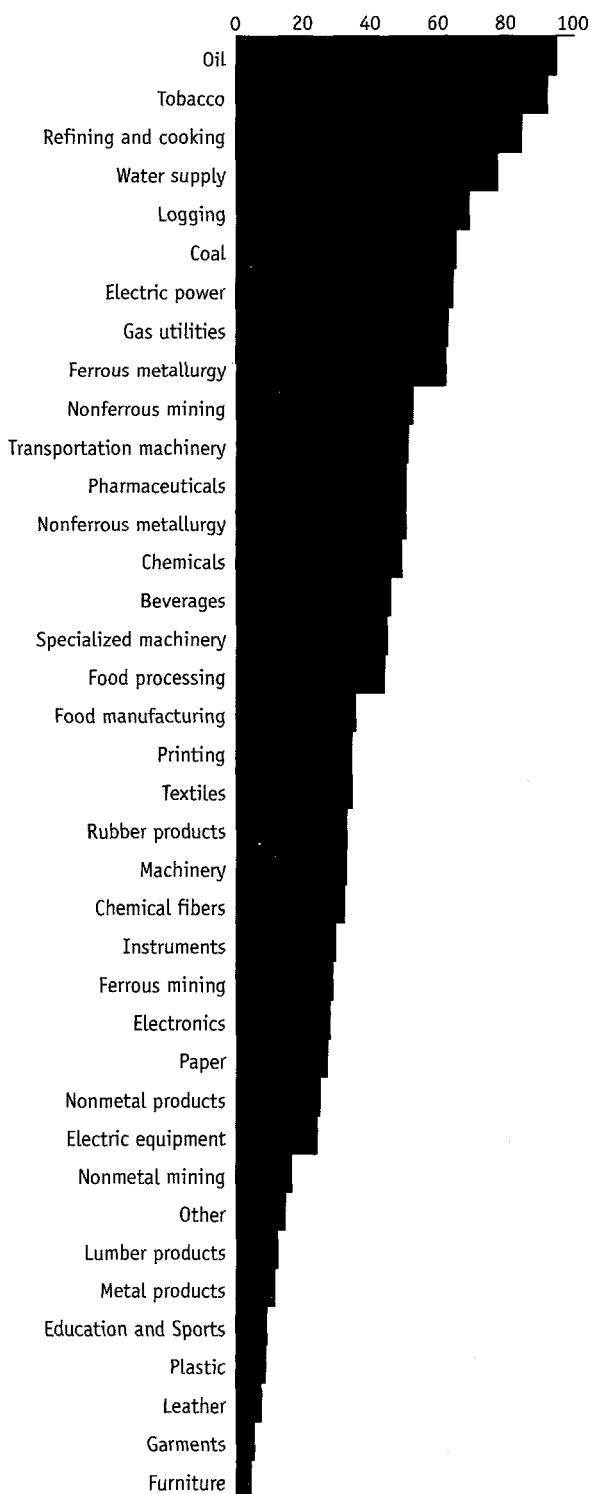 0 20 40 60 80 100
Oil
Tobacco
Refining and cooking
Water supply
Logging
Coal
Electric power
Gas utilities
Ferrous metallurgy
Nonferrous mining
Transportation machinery
Pharmaceuticals
Nonferrous metallurgy
Chemicals
Beverages
Specialized machinery
Food processing
Food manufacturing
Printing
Textiles
Rubber products
Machinery
Chemical fibers
Instruments
Ferrous mining
Electronics
Paper
Nonmetal products
Electric equipment
Nonmetal mining
Other
Lumber products
Metal products
Education and Sports
Plastic
Leather
Garments
Furniture